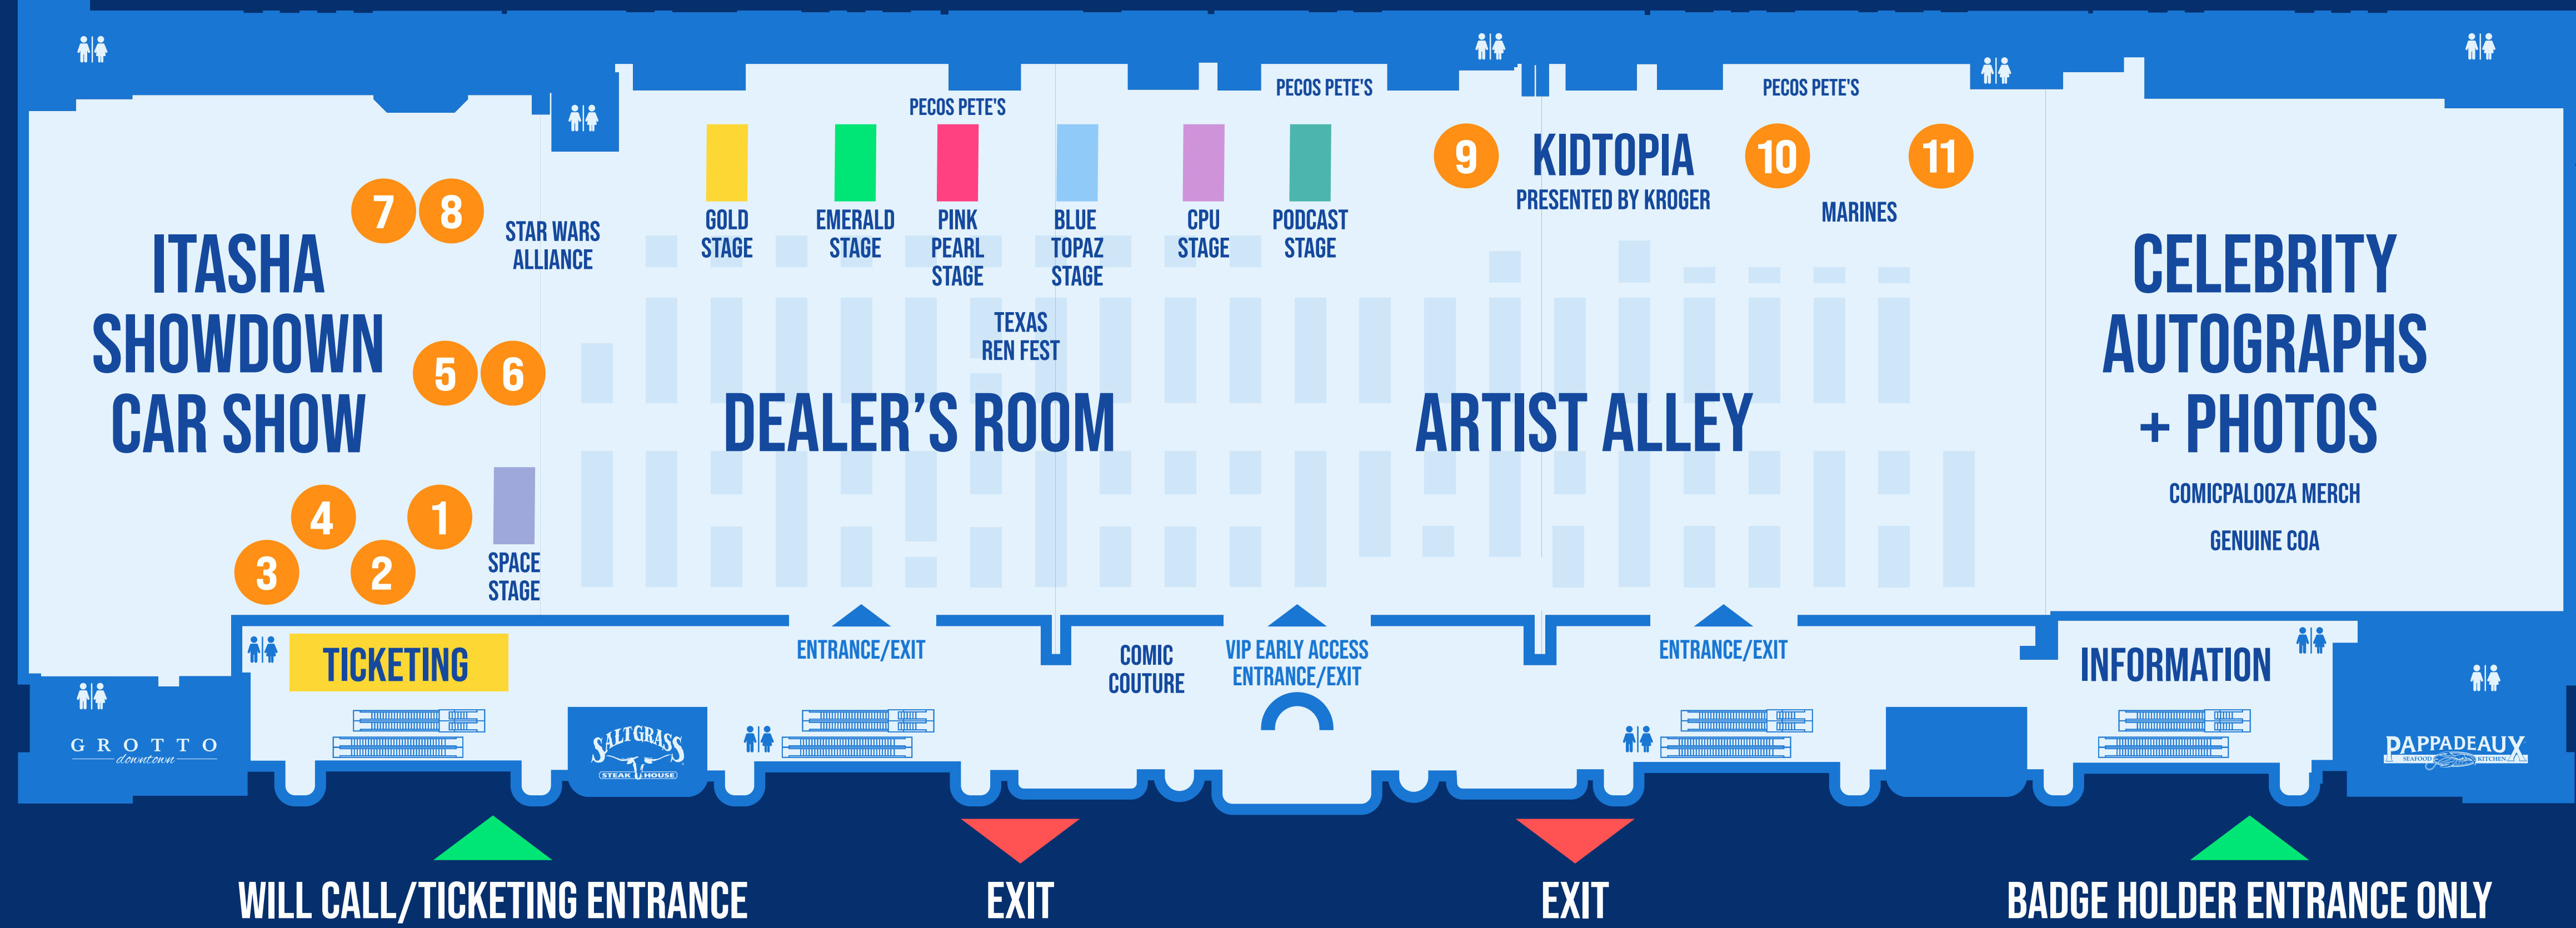 PECOS PETE'S
PECOS PETE'S
PECOS PETE'S
7
8
STAR WARS
ALLIANCE
ITASHA
SHOWDOWN
CAR SHOW
5
6
4
1
3
2
SPACE
STAGE
GOLD
STAGE
EMERALD
STAGE
PINK
PEARL
STAGE
BLUE
TOPAZ
STAGE
CPU
STAGE
PODCAST
STAGE
TEXAS
REN FEST
DEALER’S ROOM
9
KIDTOPIA
PRESENTED BY KROGER
10
11
MARINES
ARTIST ALLEY
CELEBRITY
AUTOGRAPHS
+ PHOTOS
COMICPALOOZA MERCH
GENUINE COA
TICKETING
ENTRANCE/EXIT
COMIC
COUTURE
VIP EARLY ACCESS
ENTRANCE/EXIT
ENTRANCE/EXIT
INFORMATION
GROTTO
downtown
SALTGRASS
STEAK HOUSE
PAPPADEAUX
SEAFOOD KITCHEN
WILL CALL/TICKETING ENTRANCE
EXIT
EXIT
BADGE HOLDER ENTRANCE ONLY